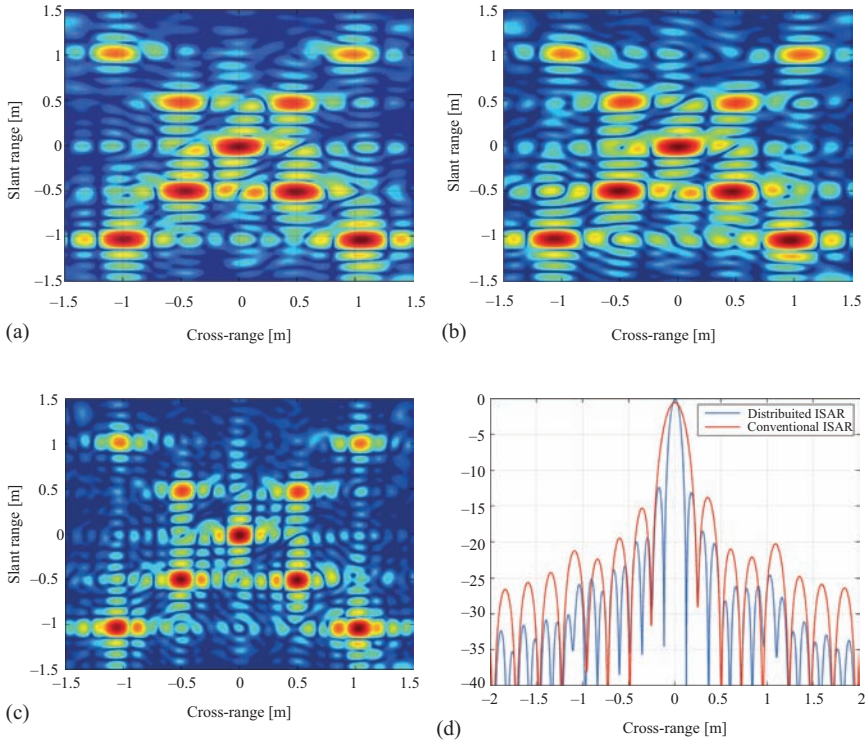 1.5
1
0.5
0
–0.5
–1
–1.5
Slant range [m]
–1.5 –1 –0.5 0 0.5 1 1.5
Cross-range [m]
(a)
1.5
1
0.5
0
–0.5
–1
–1.5
Slant range [m]
–1.5 –1 –0.5 0 0.5 1 1.5
Cross-range [m]
(b)
1.5
1
0.5
0
–0.5
–1
–1.5
Slant range [m]
–1.5 –1 –0.5 0 0.5 1 1.5
Cross-range [m]
(c)
0
–5
–10
–15
–20
–25
–30
–35
–40
Distribuited ISAR
Conventional ISAR
–2 –1.5 –1 –0.5 0 0.5 1 1.5 2
Cross-range [m]
(d)